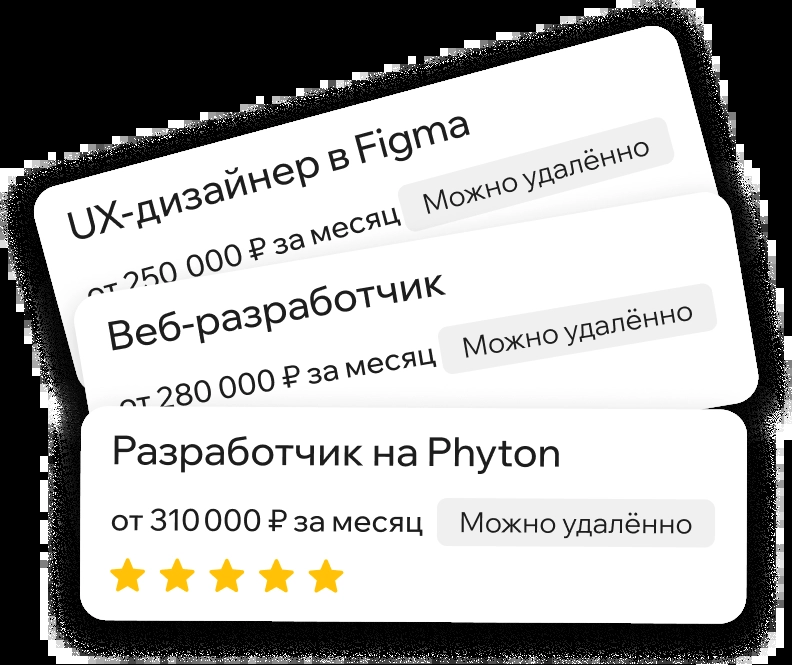 UX-дизайнер в Figma
от 250 000 ₽ за месяц Можно удалённо
Веб-разработчик
от 280 000 ₽ за месяц Можно удалённо
Разработчик на Phyton
от 310 000 ₽ за месяц Можно удалённо